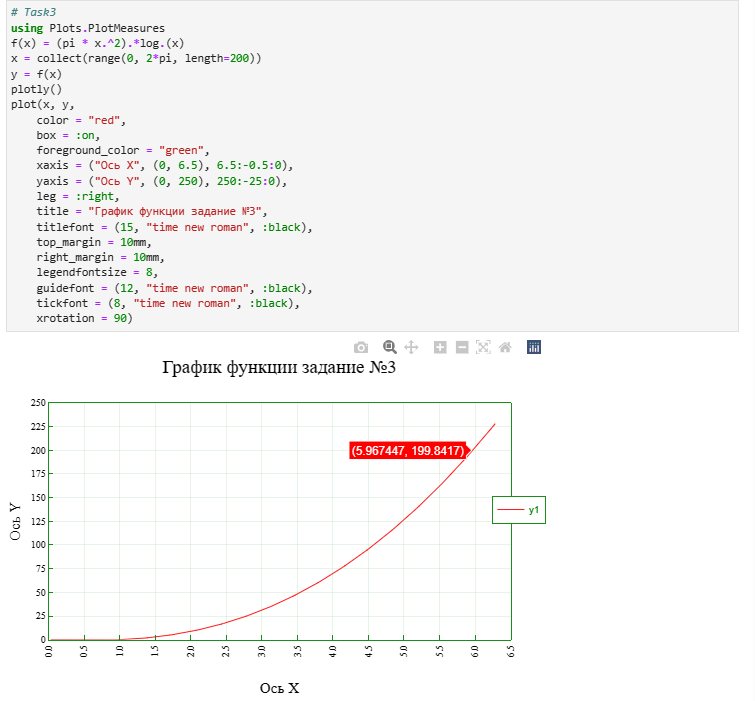 # Task3
using Plots.PlotMeasures
f(x) = (pi * x.^2).*log.(x)
x = collect(range(0, 2*pi, length=200))
y = f(x)
plotly()
plot(x, y,
    color = "red",
    box = :on,
    foreground_color = "green",
    xaxis = ("Ось X", (0, 6.5), 6.5:-0.5:0),
    yaxis = ("Ось Y", (0, 250), 250:-25:0),
    leg = :right,
    title = "График функции задание №3",
    titlefont = (15, "time new roman", :black),
    top_margin = 10mm,
    right_margin = 10mm,
    legendfontsize = 8,
    guidefont = (12, "time new roman", :black),
    tickfont = (8, "time new roman", :black),
    xrotation = 90)
График функции задание №3
250
225
200
175
150
125
100
75
50
25
0
Ось Y
(5.967447, 199.8417)
y1
0.0
0.5
1.0
1.5
2.0
2.5
3.0
3.5
4.0
4.5
5.0
5.5
6.0
6.5
Ось X